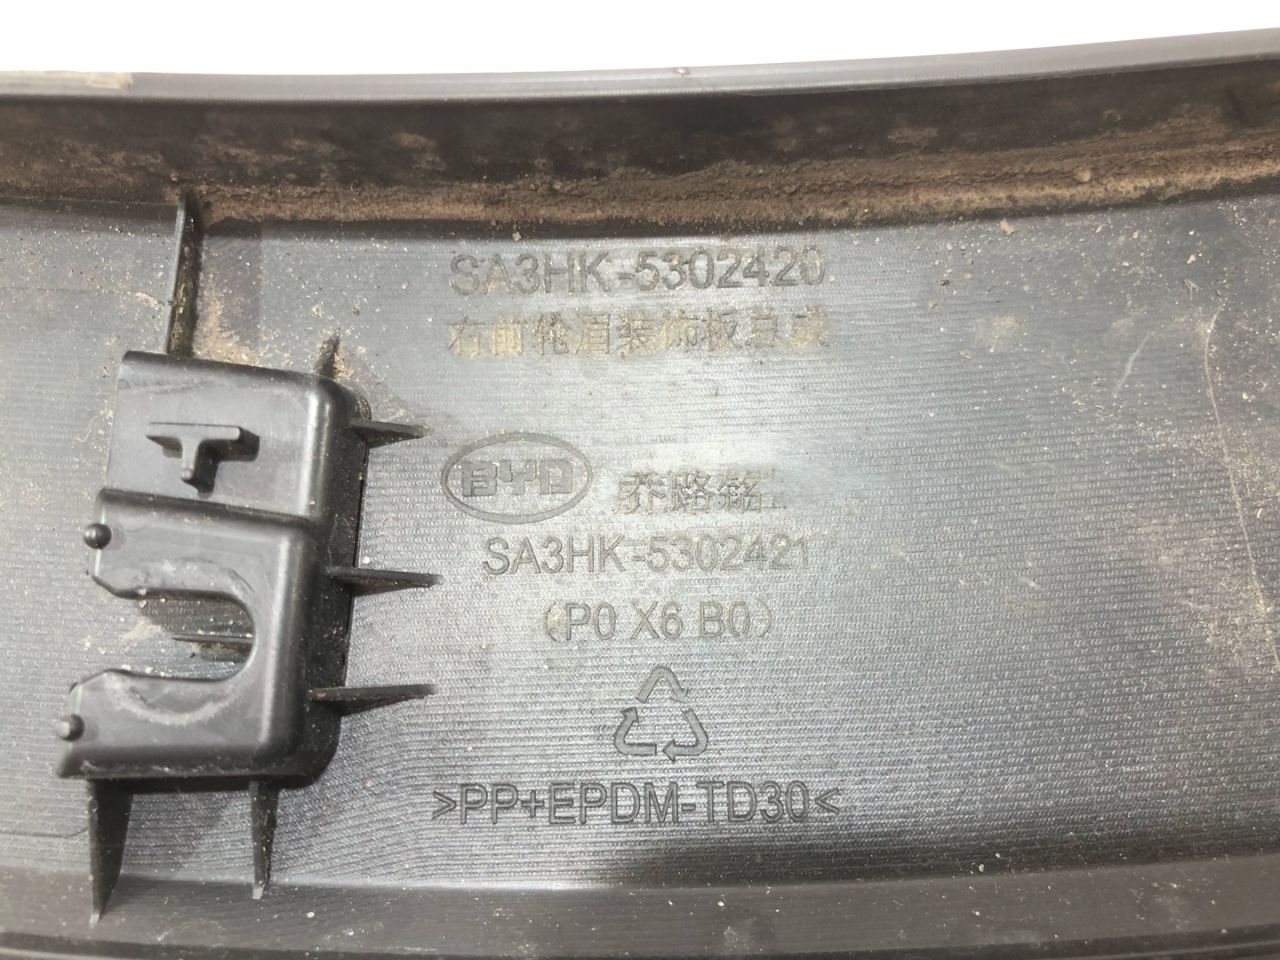 SA3HK-5302420
右前轮眉装饰板总成
BYD 乔路铭
SA3HK-5302421
(P0 X6 B0)
>PP+EPDM-TD30<